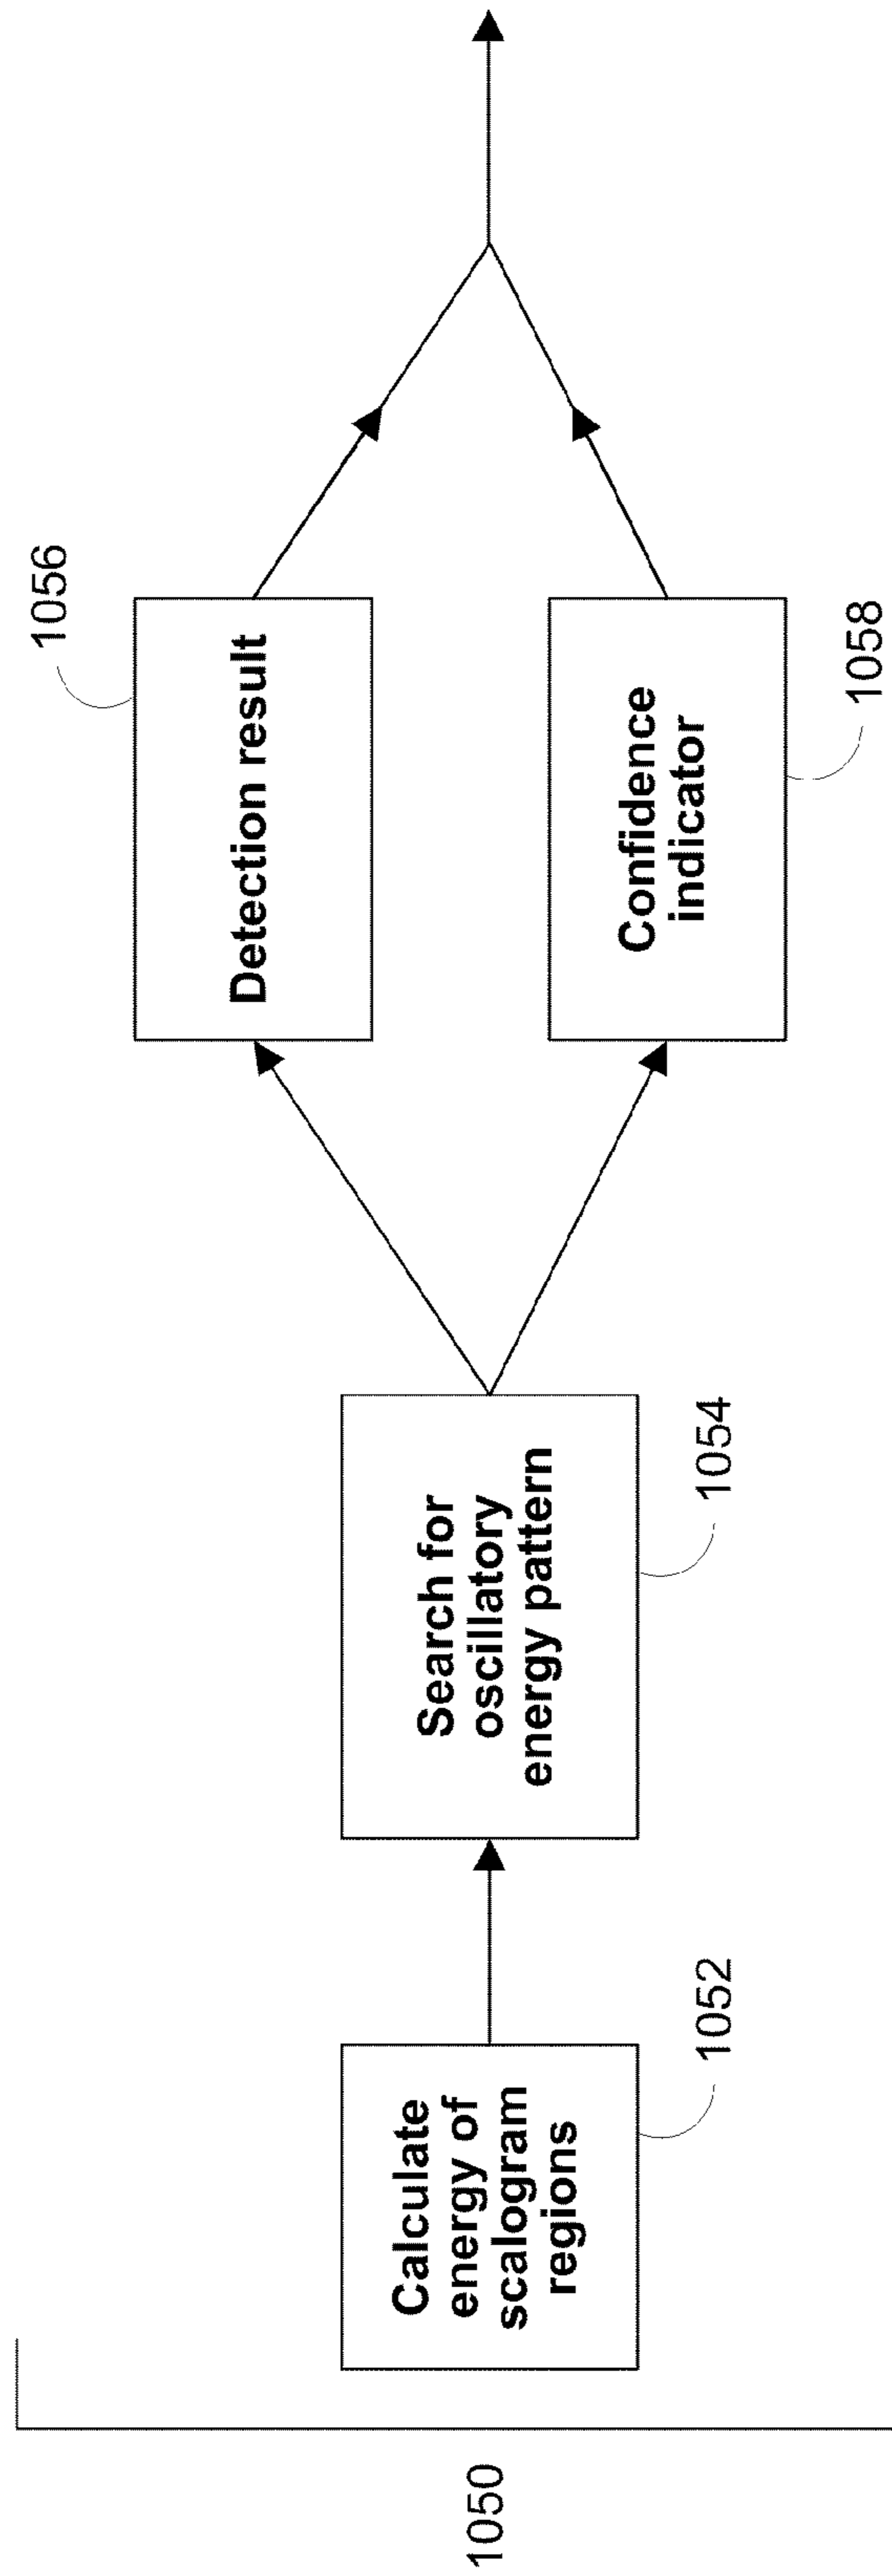 1050
Calculate
energy of
scalogram
regions
1052
Search for
oscillatory
energy pattern
1054
Detection result
1056
Confidence
indicator
1058